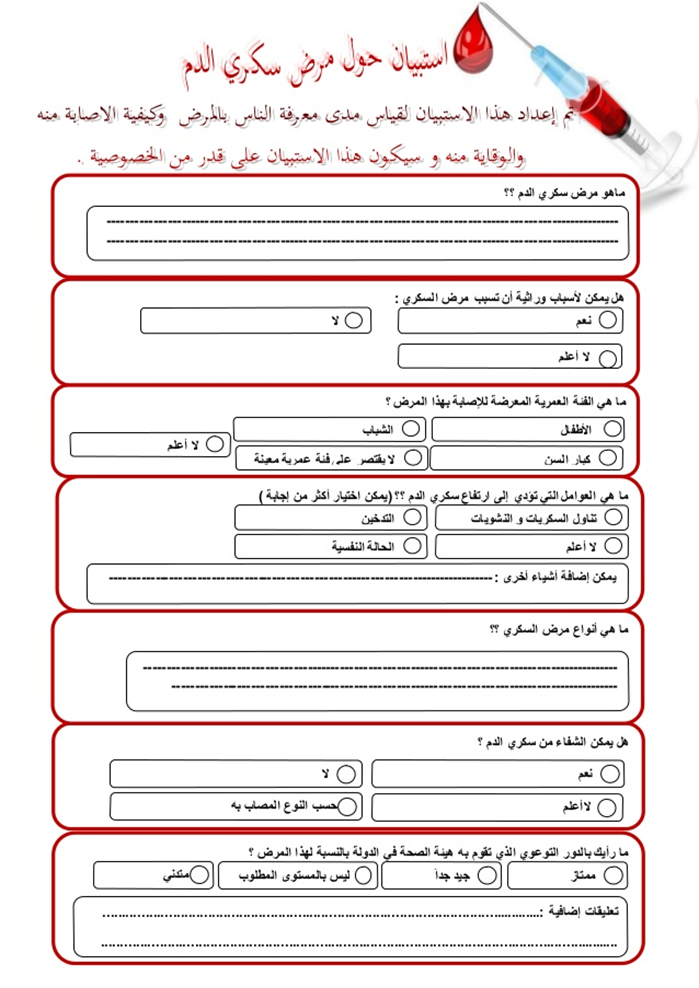 استبيان حول مرض سكري الدم
تم إعداد هذا الاستبيان لقياس مدى معرفة الناس بالمرض وكيفية الاصابة منه
والوقاية منه و سيكون هذا الاستبيان على قدر من الخصوصية .
ماهو مرض سكري الدم ؟؟
هل يمكن لأسباب وراثية أن تسبب مرض السكري :
نعم لا
لا أعلم
ما هي الفئة العمرية المعرضة للإصابة بهذا المرض ؟
الأطفال الشباب لا أعلم
كبار السن لا يقتصر على فئة عمرية معينة
ما هي العوامل التي تؤدي إلى ارتفاع سكري الدم ؟؟ (يمكن اختيار أكثر من إجابة )
تناول السكريات و النشويات التدخين
لا أعلم الحالة النفسية
يمكن إضافة أشياء أخرى :
ما هي أنواع مرض السكري ؟؟
هل يمكن الشفاء من سكري الدم ؟
نعم لا
لاأعلم حسب النوع المصاب به
ما رأيك بالدور التوعوي الذي تقوم به هيئة الصحة في الدولة بالنسبة لهذا المرض ؟
ممتاز جيد جداً ليس بالمستوى المطلوب متدني
تعليقات إضافية :